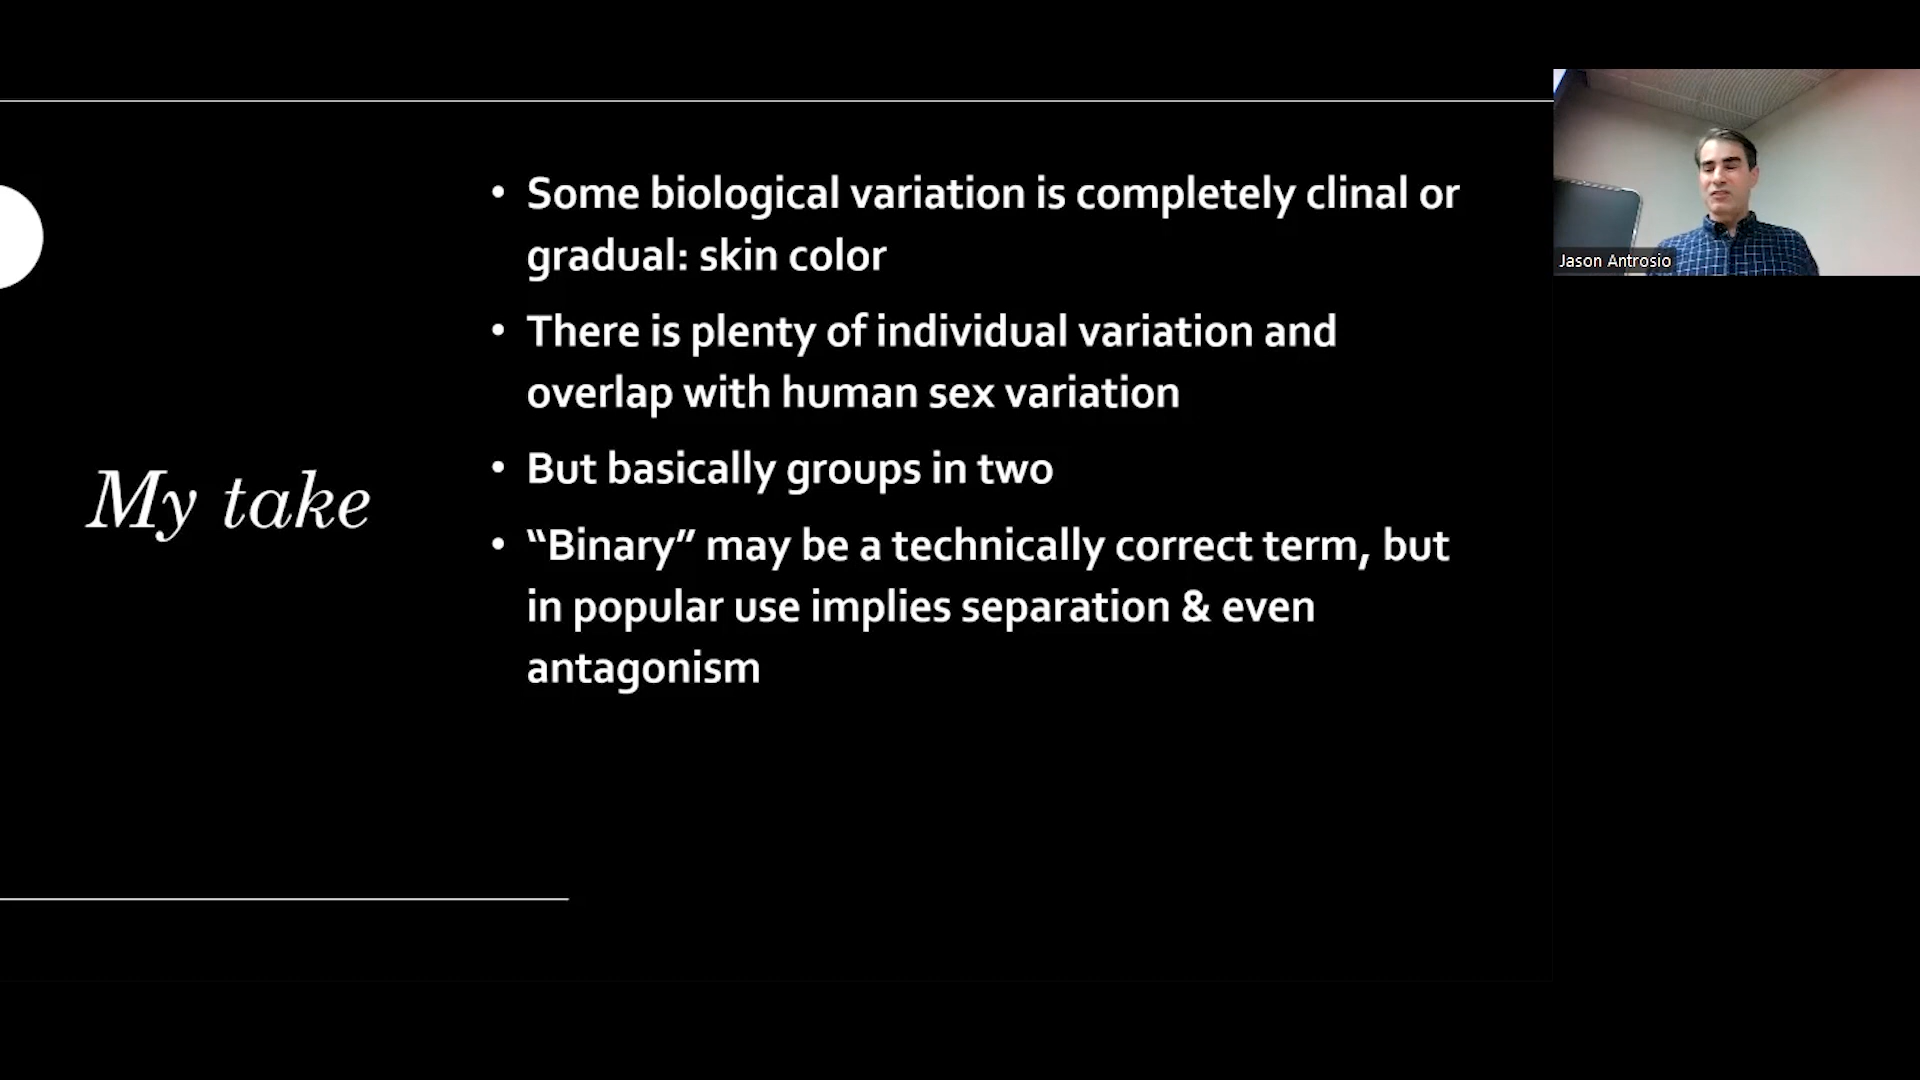 My take
• Some biological variation is completely clinal or
gradual: skin color
• There is plenty of individual variation and
overlap with human sex variation
• But basically groups in two
• “Binary” may be a technically correct term, but
in popular use implies separation & even
antagonism
Jason Antrosio